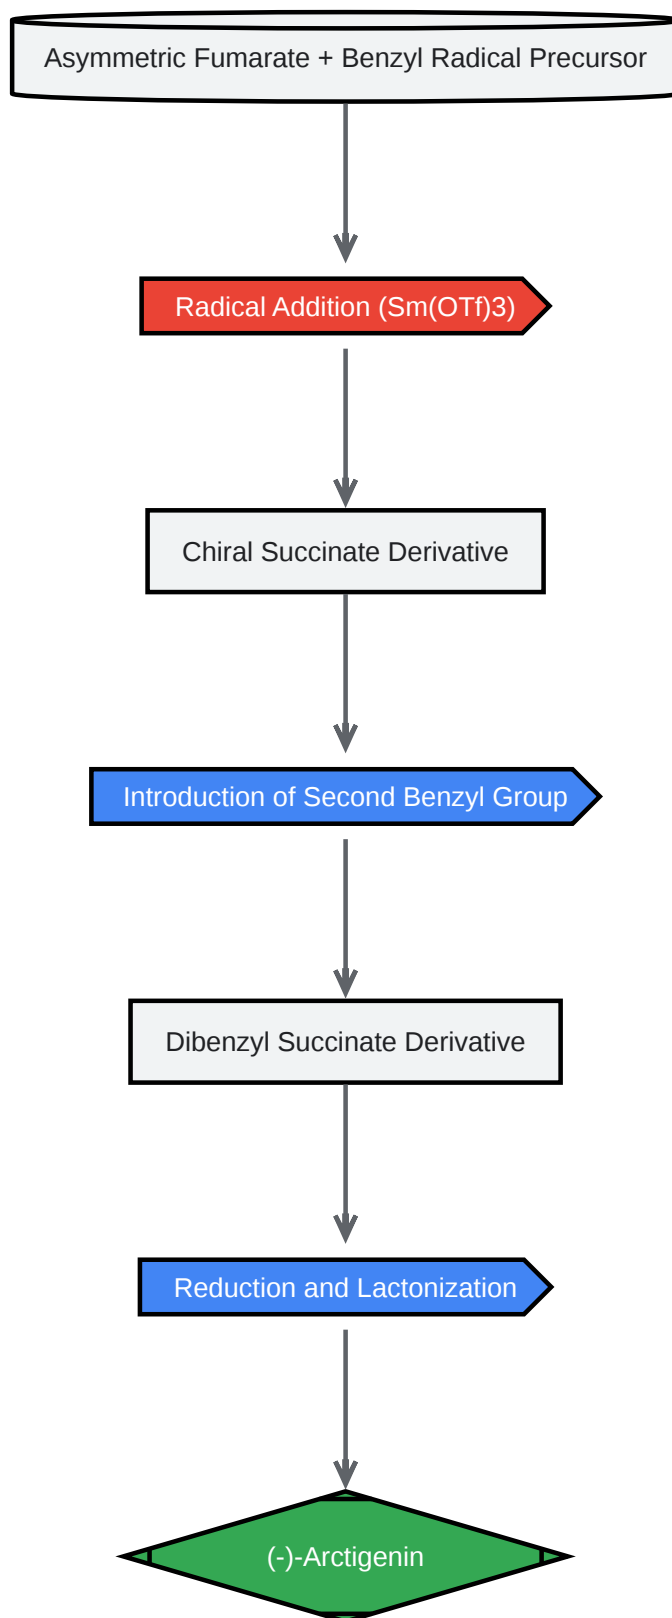 Asymmetric Fumarate + Benzyl Radical Precursor
Radical Addition (Sm(OTf)3)
Chiral Succinate Derivative
Introduction of Second Benzyl Group
Dibenzyl Succinate Derivative
Reduction and Lactonization
(-)-Arctigenin